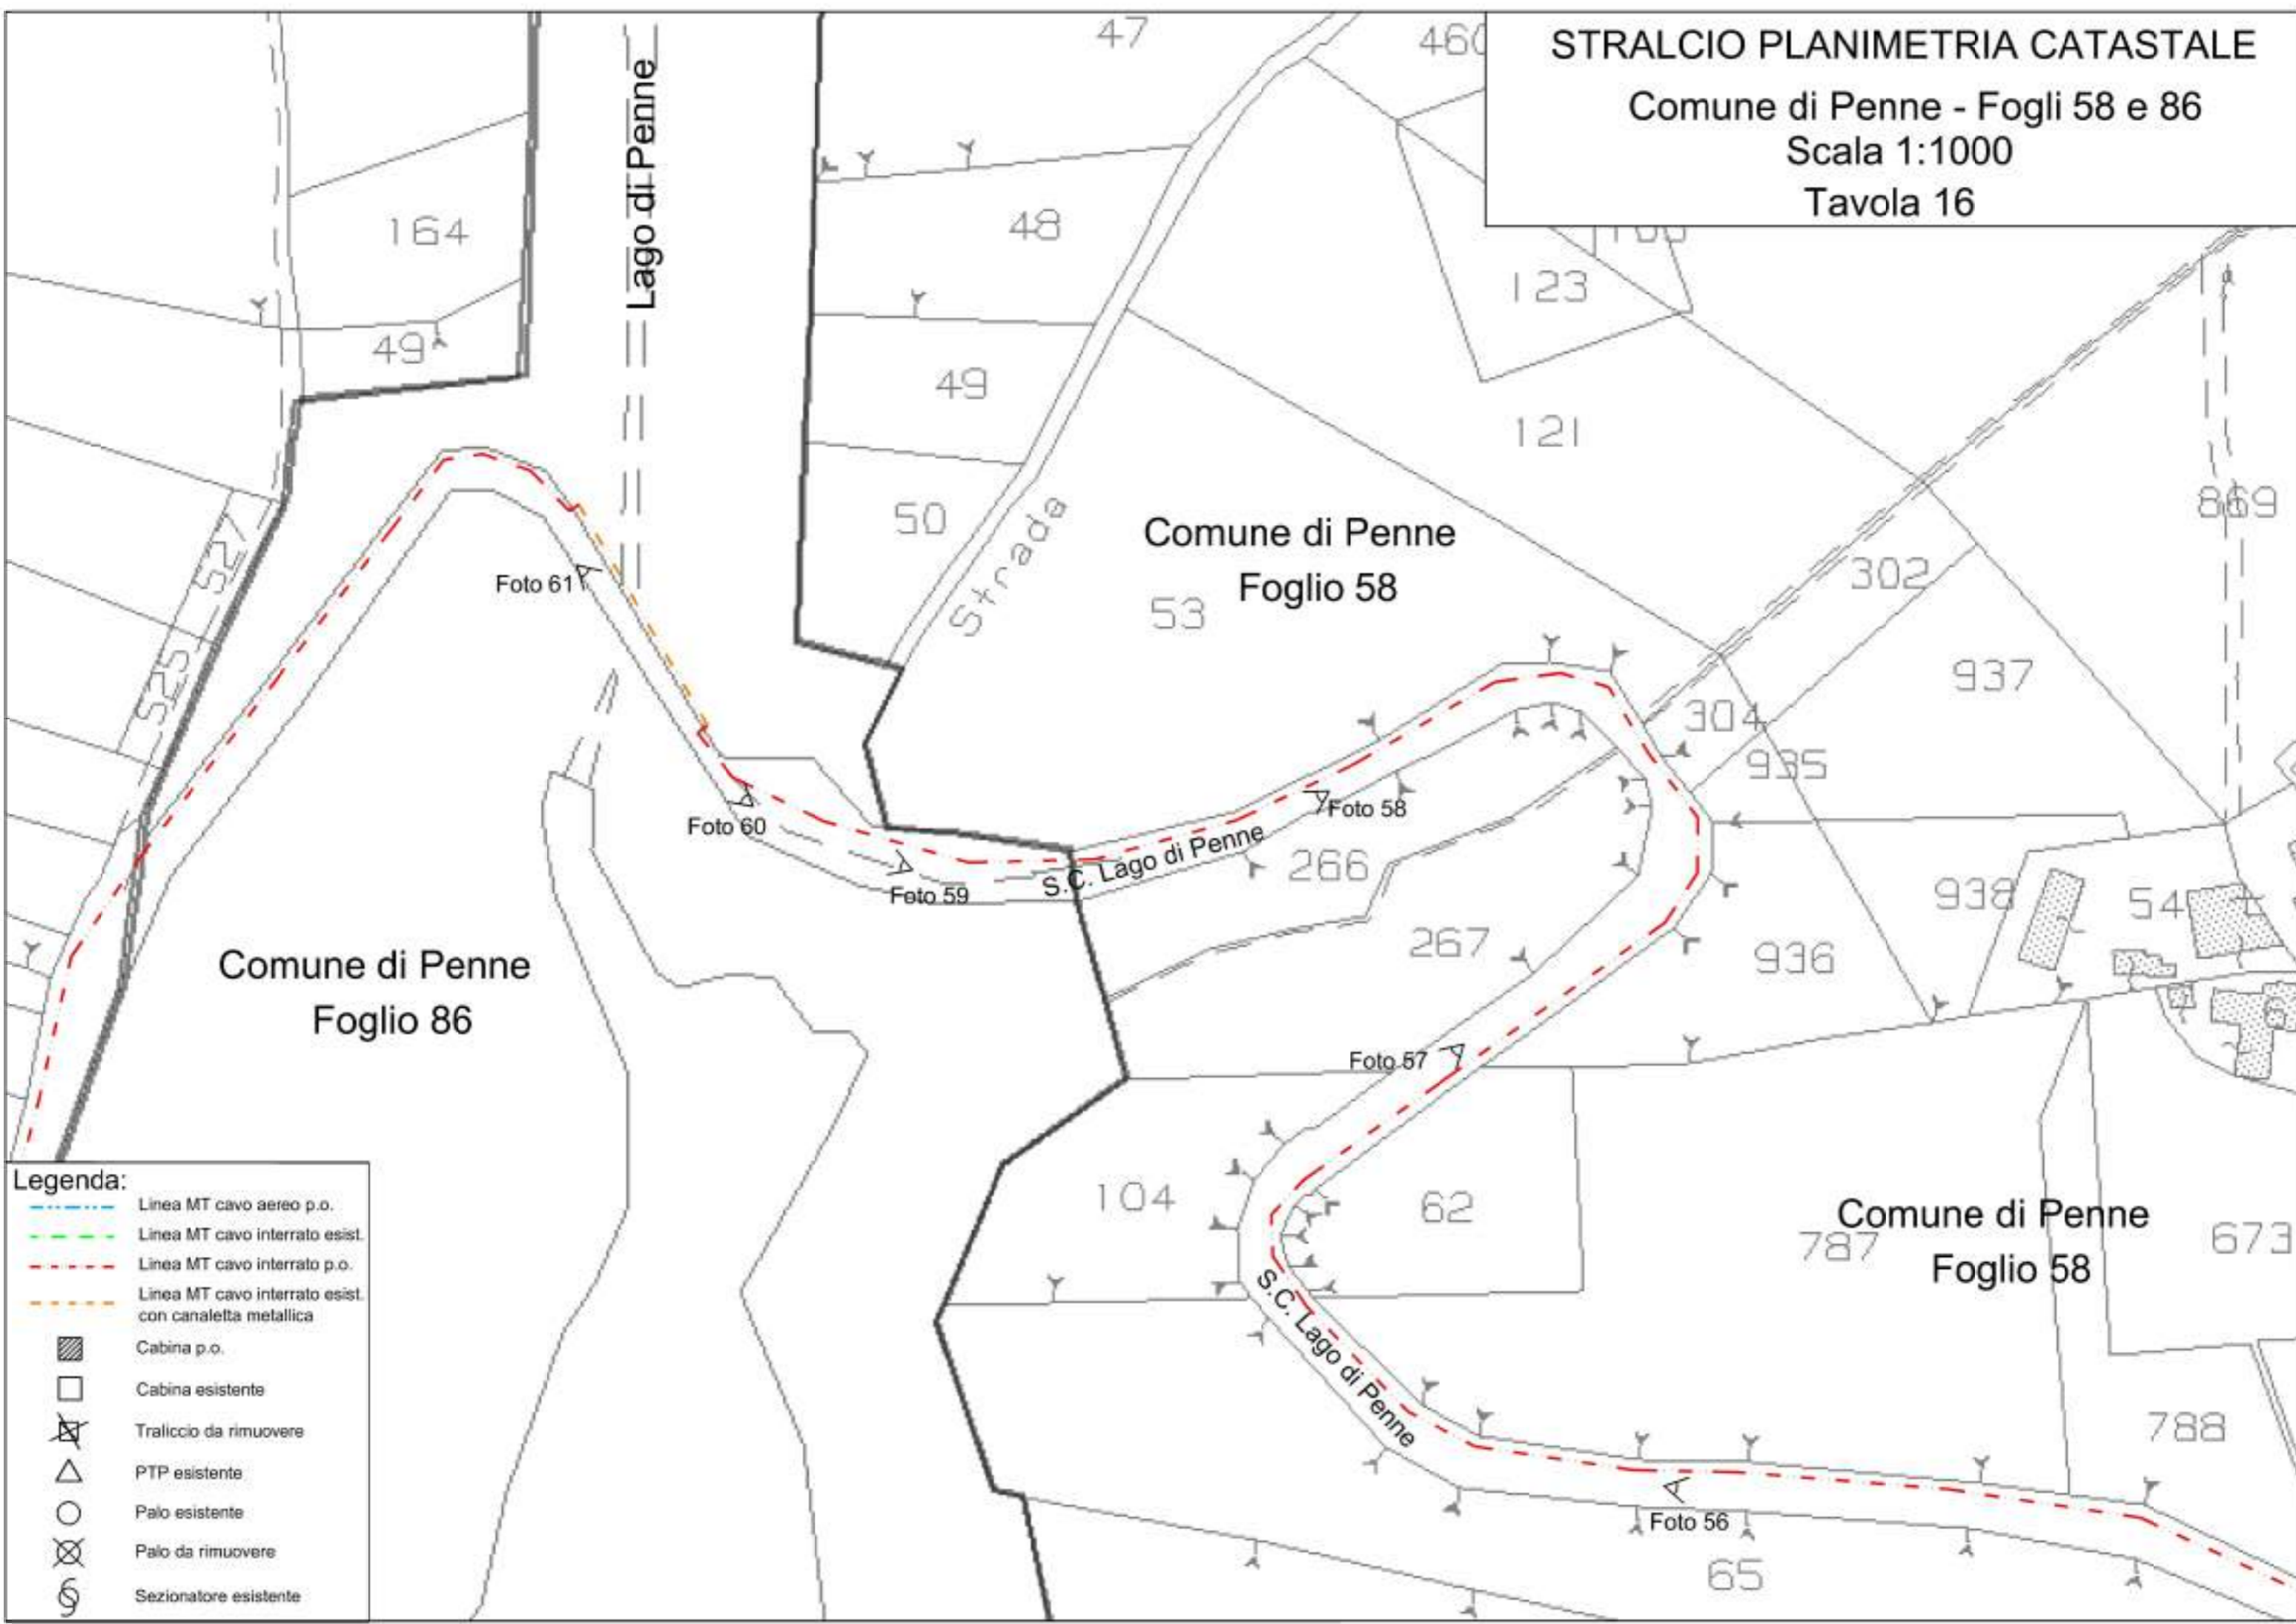 STRALCIO PLANIMETRIA CATASTALE
Comune di Penne - Fogli 58 e 86
Scala 1:1000
Tavola 16
47
460
164
Lago di Penne
48
123
49
49
121
50
Strada
Comune di Penne
Foglio 58
53
869
302
527
Foto 61
525
937
304
935
Foto 60
Foto 58
S.C. Lago di Penne
Foto 59
266
938
54
267
936
Comune di Penne
Foglio 86
Foto 57
104
62
787
Comune di Penne
Foglio 58
673
S.C. Lago di Penne
788
Foto 56
65
Legenda:
Linea MT cavo aereo p.o.
Linea MT cavo interrato esist.
Linea MT cavo interrato p.o.
Linea MT cavo interrato esist.
con canaletta metallica
Cabina p.o.
Cabina esistente
Traliccio da rimuovere
PTP esistente
Palo esistente
Palo da rimuovere
Sezionatore esistente